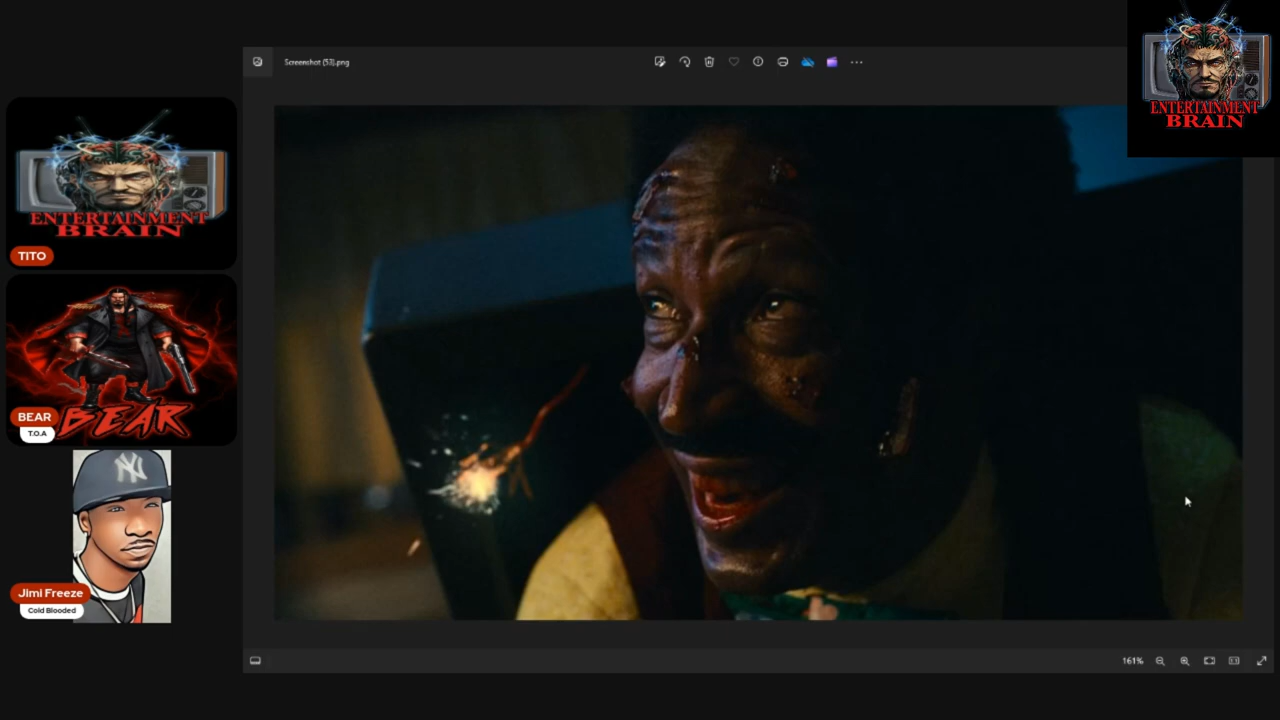 Screenshot (53).png
ENTERTAINMENT
BRAIN
ENTERTAINMENT
BRAIN
TITO
BEAR
BEAR
T.O.A
NY
Jimi Freeze
Cold Blooded
161%